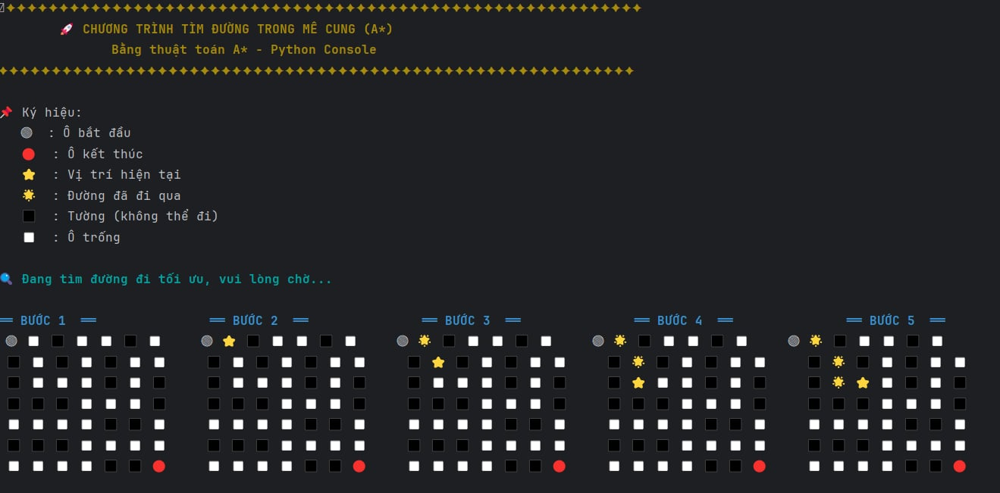 CHƯƠNG TRÌNH TÌM ĐƯỜNG TRONG MÊ CUNG (A*)
Bằng thuật toán A* - Python Console
Ký hiệu:
: Ô bắt đầu
: Ô kết thúc
: Vị trí hiện tại
: Đường đã đi qua
: Tường (không thể đi)
: Ô trống
Đang tìm đường đi tối ưu, vui lòng chờ...
══ BƯỚC 1 ══ ══ BƯỚC 2 ══ ══ BƯỚC 3 ══ ══ BƯỚC 4 ══ ══ BƯỚC 5 ══